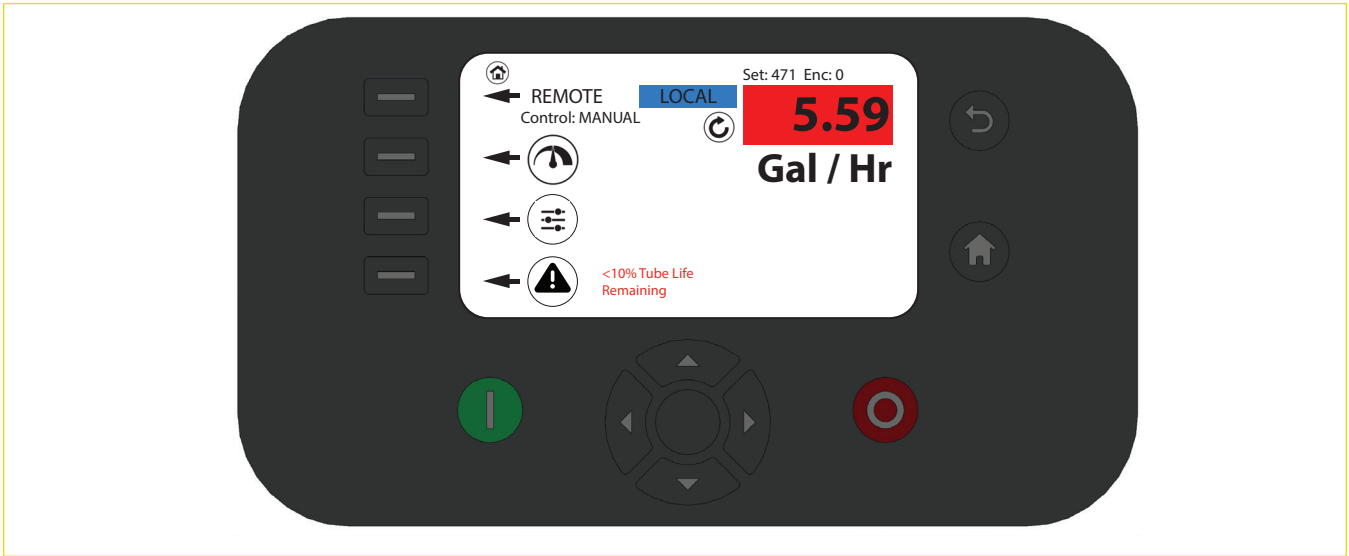 Set: 471 Enc: 0
REMOTE LOCAL
5.59
Control: MANUAL
Gal / Hr
<10% Tube Life
Remaining